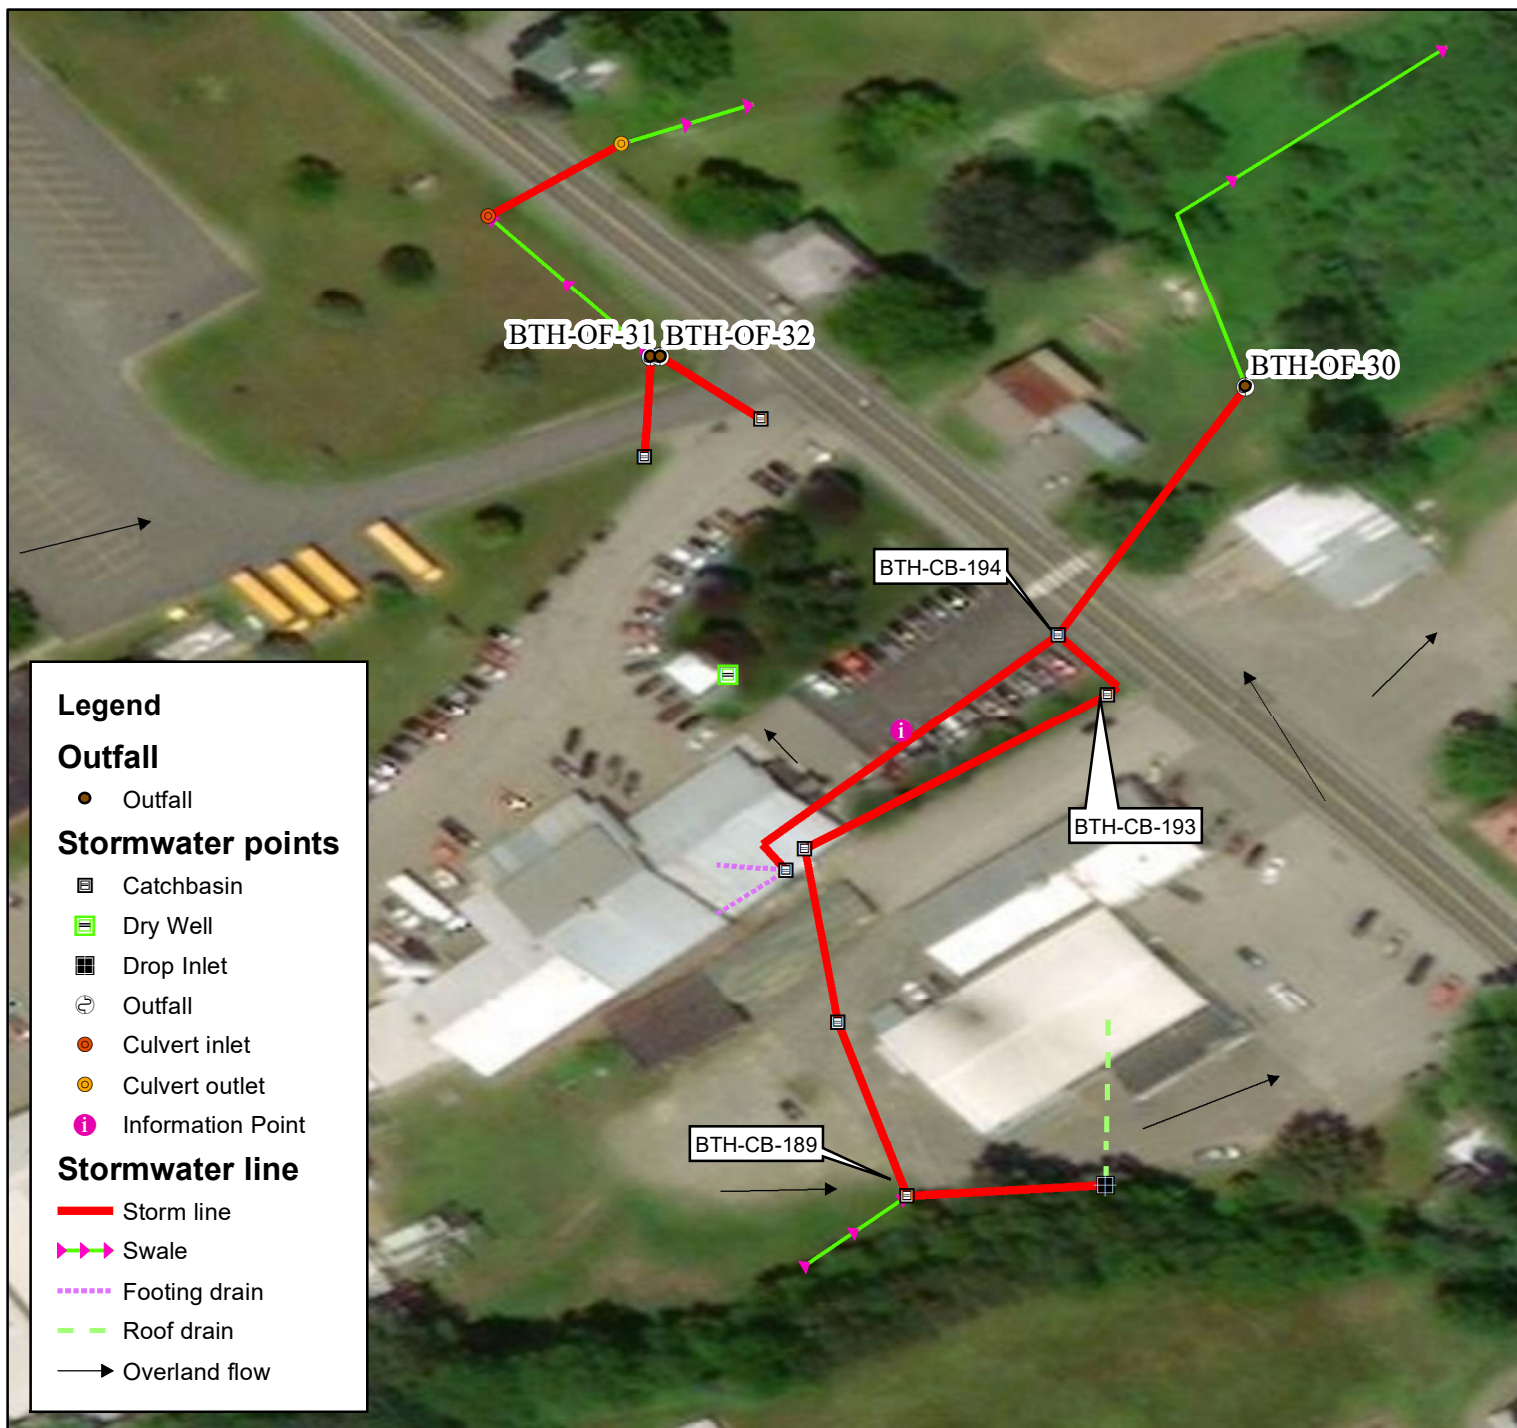 BTH-OF-31
BTH-OF-32
BTH-OF-30
BTH-CB-194
i
BTH-CB-193
BTH-CB-189
Legend
Outfall
Outfall
Stormwater points
Catchbasin
Dry Well
Drop Inlet
Outfall
Culvert inlet
Culvert outlet
i Information Point
Stormwater line
Storm line
Swale
Footing drain
Roof drain
Overland flow